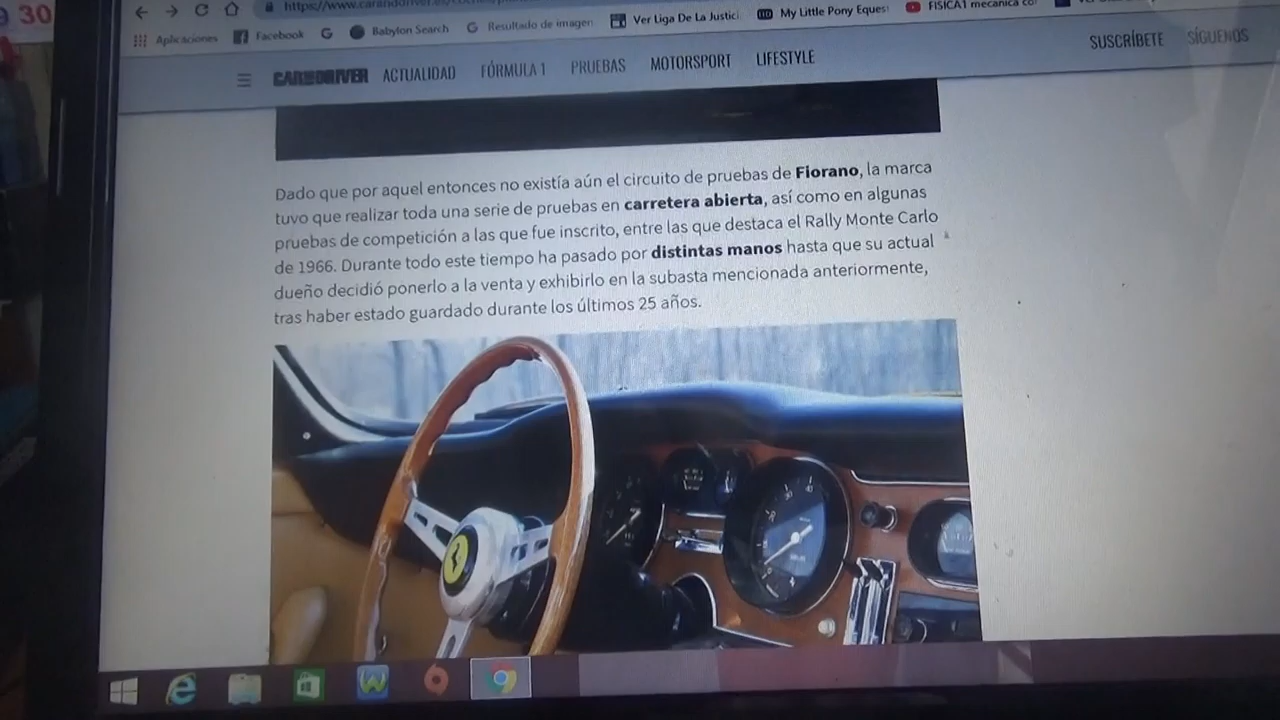 30
https://www.caranddriver.es/coches/
Aplicaciones Facebook G Babylon Search G Resultado de imagen Ver Liga De La Justici My Little Pony Eques FISICA1 mecanica
CAR AND DRIVER ACTUALIDAD FÓRMULA 1 PRUEBAS MOTORSPORT LIFESTYLE SUSCRÍBETE SÍGUENOS
Dado que por aquel entonces no existía aún el circuito de pruebas de Fiorano, la marca
tuvo que realizar toda una serie de pruebas en carretera abierta, así como en algunas
pruebas de competición a las que fue inscrito, entre las que destaca el Rally Monte Carlo
de 1966. Durante todo este tiempo ha pasado por distintas manos hasta que su actual
dueño decidió ponerlo a la venta y exhibirlo en la subasta mencionada anteriormente,
tras haber estado guardado durante los últimos 25 años.